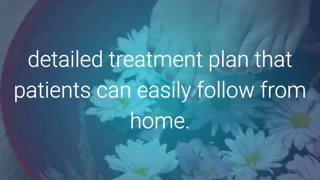 detailed treatment plan that
patients can easily follow from
home.